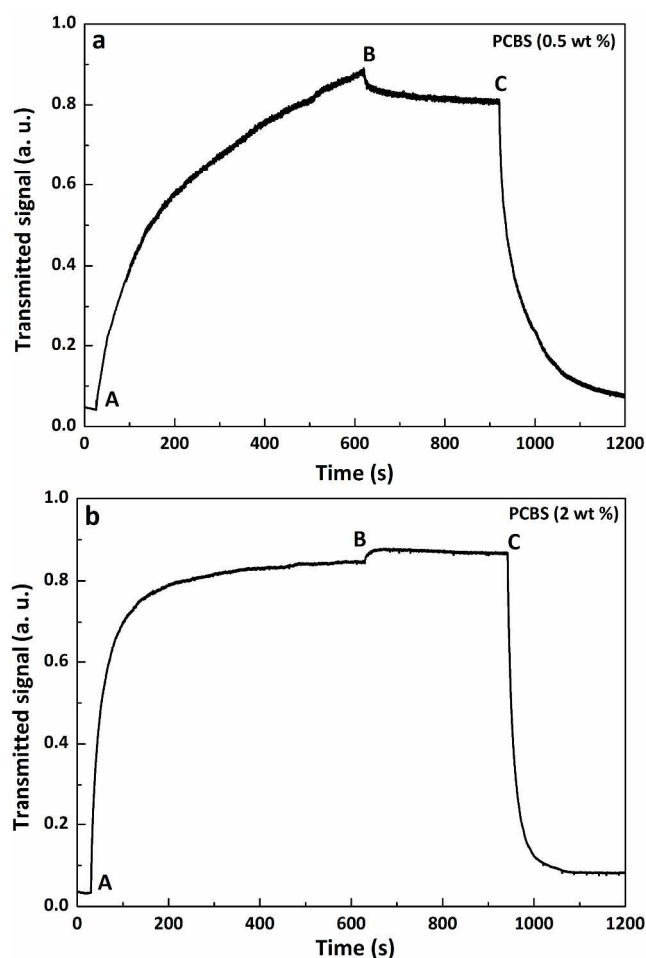 a
PCBS (0.5 wt %)
B
C
A
Transmitted signal (a. u.)
1.0
0.8
0.6
0.4
0.2
0.0
0 200 400 600 800 1000 1200
Time (s)
b
PCBS (2 wt %)
B
C
A
Transmitted signal (a. u.)
1.0
0.8
0.6
0.4
0.2
0.0
0 200 400 600 800 1000 1200
Time (s)